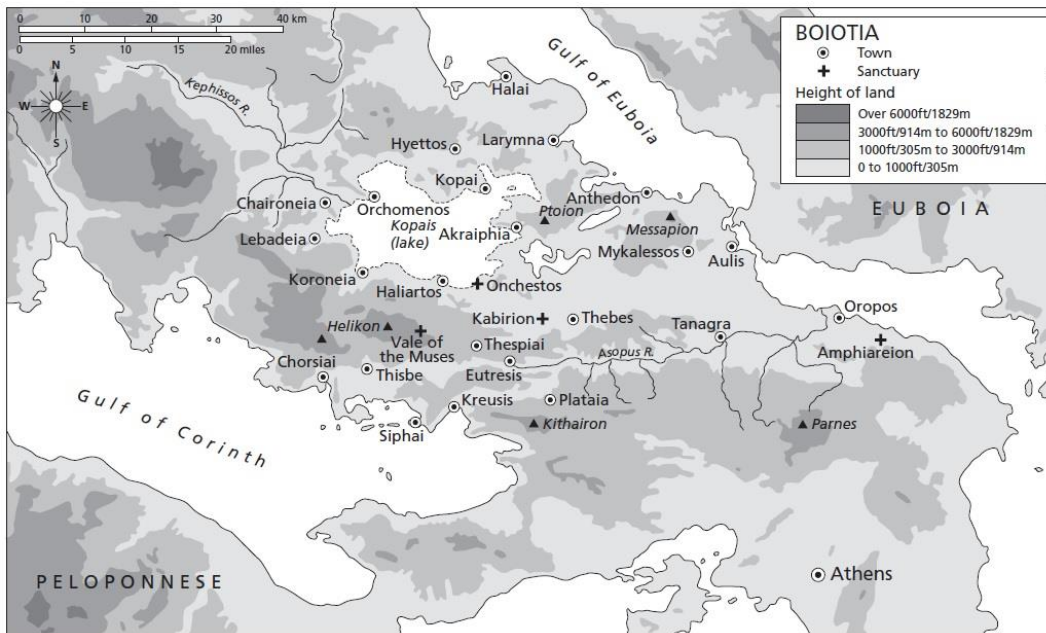 0 10 20 30 40 km
0 5 10 15 20 miles
N
W E
S
Kephissos R.
Halai
Gulf of Euboia
BOIOTIA
Town
Sanctuary
Height of land
Over 6000ft/1829m
3000ft/914m to 6000ft/1829m
1000ft/305m to 3000ft/914m
0 to 1000ft/305m
Hyettos
Larymna
Kopai
Chaironeia
Orchomenos
Kopais
(lake)
Ptoion
Anthedon
EUBOIA
Akraiphia
Messapion
Lebadeia
Mykalessos
Aulis
Koroneia
Haliartos
Onchestos
Helikon
Vale of
the Muses
Kabirion
Thebes
Tanagra
Oropos
Thespiai
Asopus R.
Amphiareion
Chorsiai
Thisbe
Eutresis
Gulf of Corinth
Kreusis
Plataia
Siphai
Kithairon
Parnes
PELOPONNESE
Athens